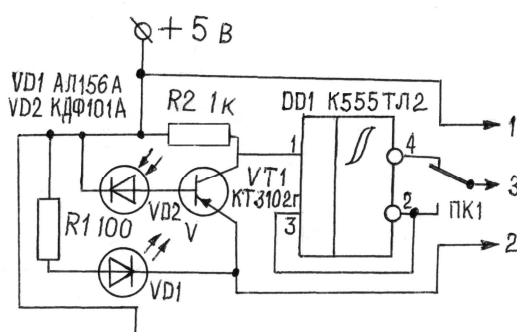 +5 В
VD1 АЛ156А
VD2 КДФ101А
R2 1к
DD1 К555ТЛ2
1
1
4
VT1
КТ3102г
3
2
3
ПК1
R1 100
VD2
V
2
VD1